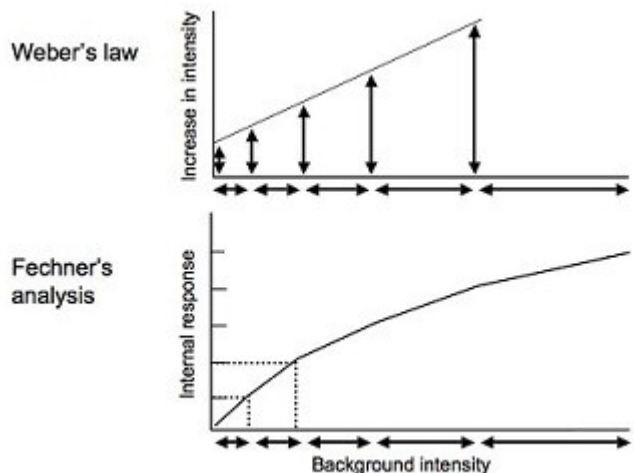 Weber's law
Increase in intensity
Fechner's
analysis
Internal response
Background intensity